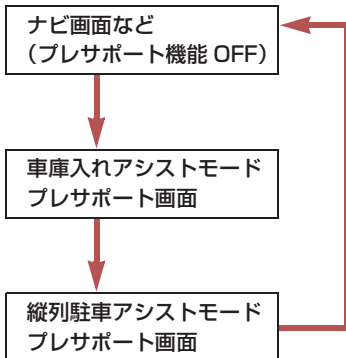 ナビ画面など
（プレサポート機能 OFF）
車庫入れアシストモード
プレサポート画面
縦列駐車アシストモード
プレサポート画面